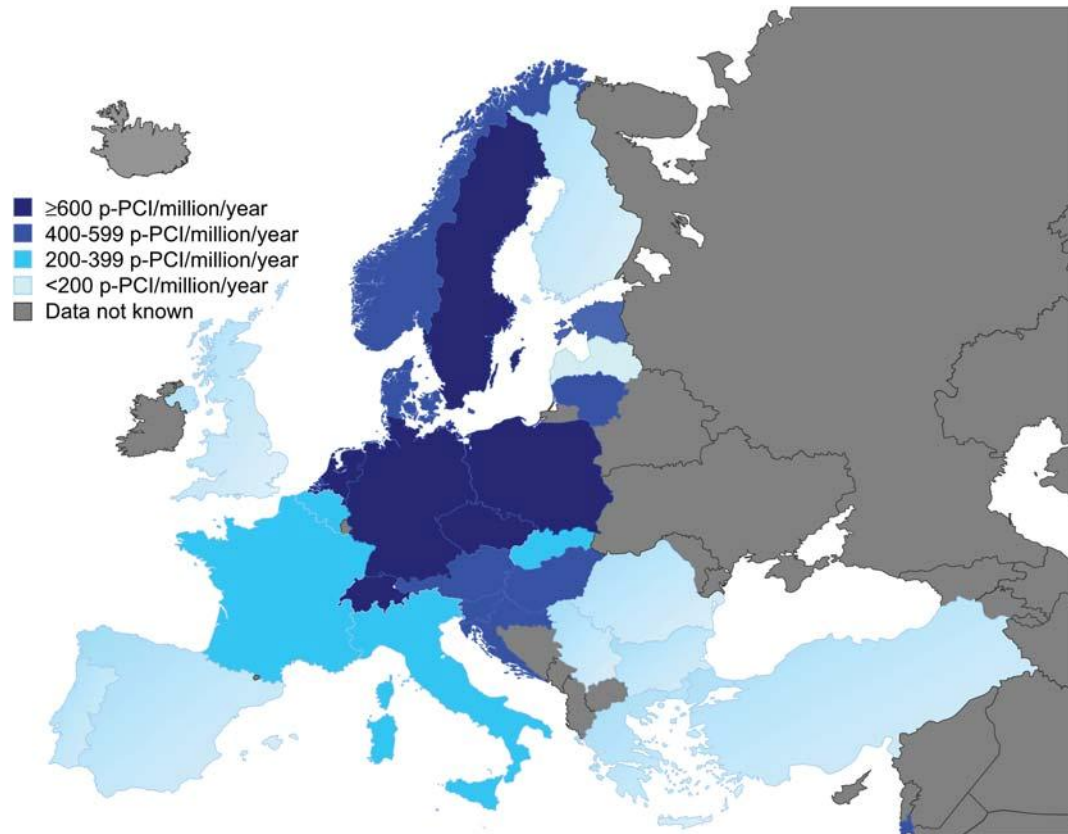 ≥600 p-PCI/million/year
400-599 p-PCI/million/year
200-399 p-PCI/million/year
<200 p-PCI/million/year
Data not known